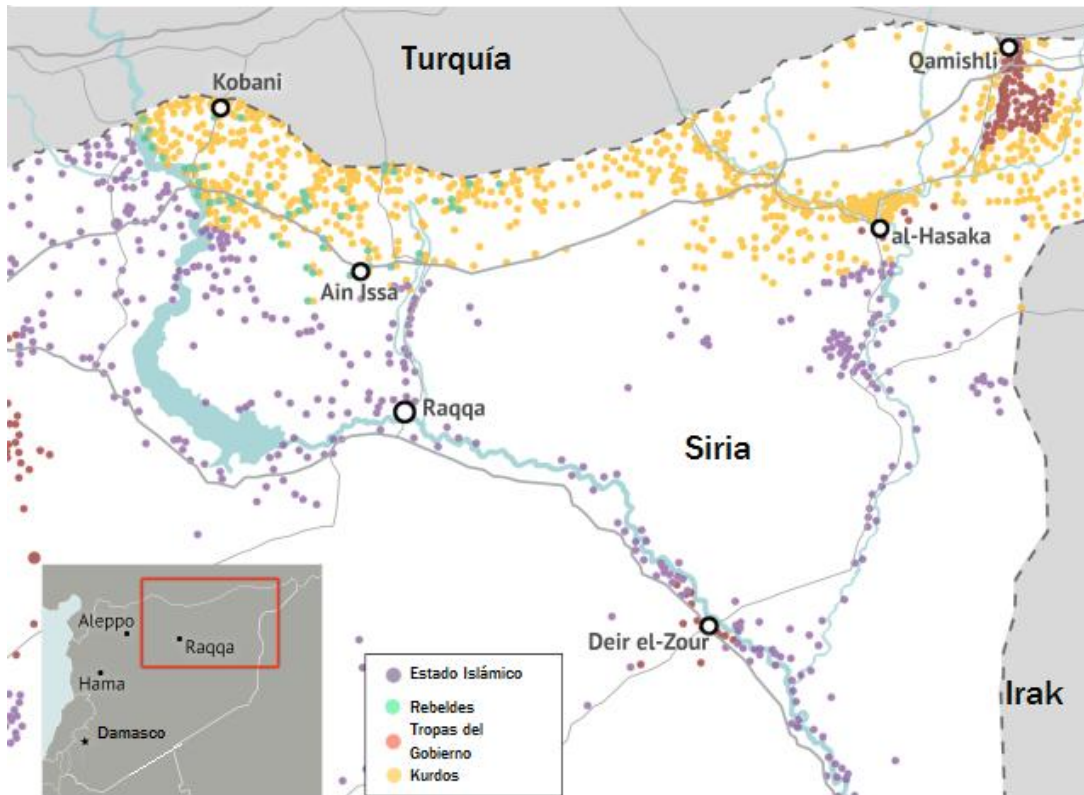 Turquía
Qamishli
Kobani
al-Hasaka
Ain Issa
Raqqa
Siria
Deir el-Zour
Irak
Aleppo
Raqqa
Hama
Damasco
Estado Islámico
Rebeldes
Tropas del
Gobierno
Kurdos